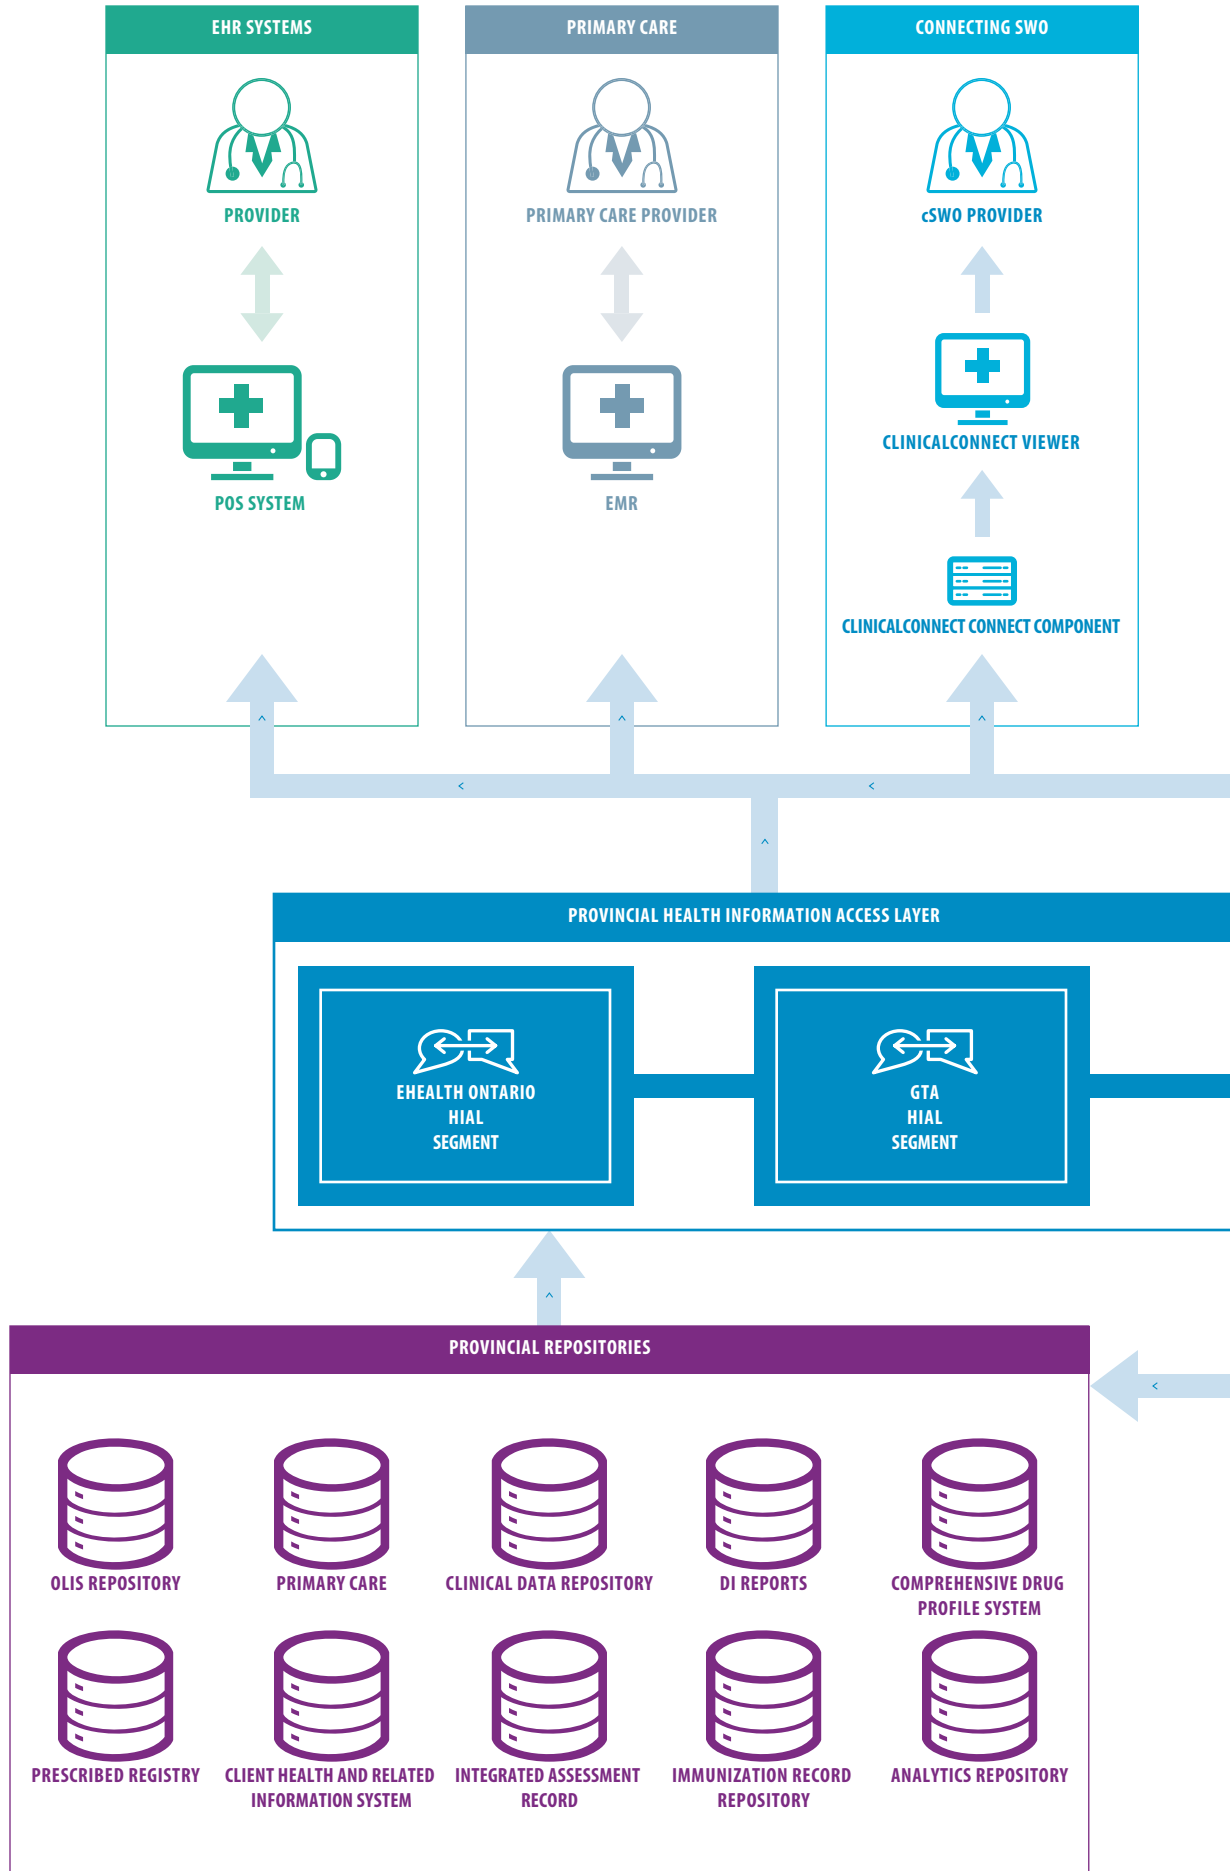 EHR SYSTEMS
PRIMARY CARE
CONNECTING SWO
PROVIDER
PRIMARY CARE PROVIDER
cSWO PROVIDER
CLINICALCONNECT VIEWER
POS SYSTEM
EMR
CLINICALCONNECT CONNECT COMPONENT
PROVINCIAL HEALTH INFORMATION ACCESS LAYER
EHEALTH ONTARIO
HIAL
SEGMENT
GTA
HIAL
SEGMENT
PROVINCIAL REPOSITORIES
OLIS REPOSITORY
PRIMARY CARE
CLINICAL DATA REPOSITORY
DI REPORTS
COMPREHENSIVE DRUG
PROFILE SYSTEM
PRESCRIBED REGISTRY
CLIENT HEALTH AND RELATED
INFORMATION SYSTEM
INTEGRATED ASSESSMENT
RECORD
IMMUNIZATION RECORD
REPOSITORY
ANALYTICS REPOSITORY